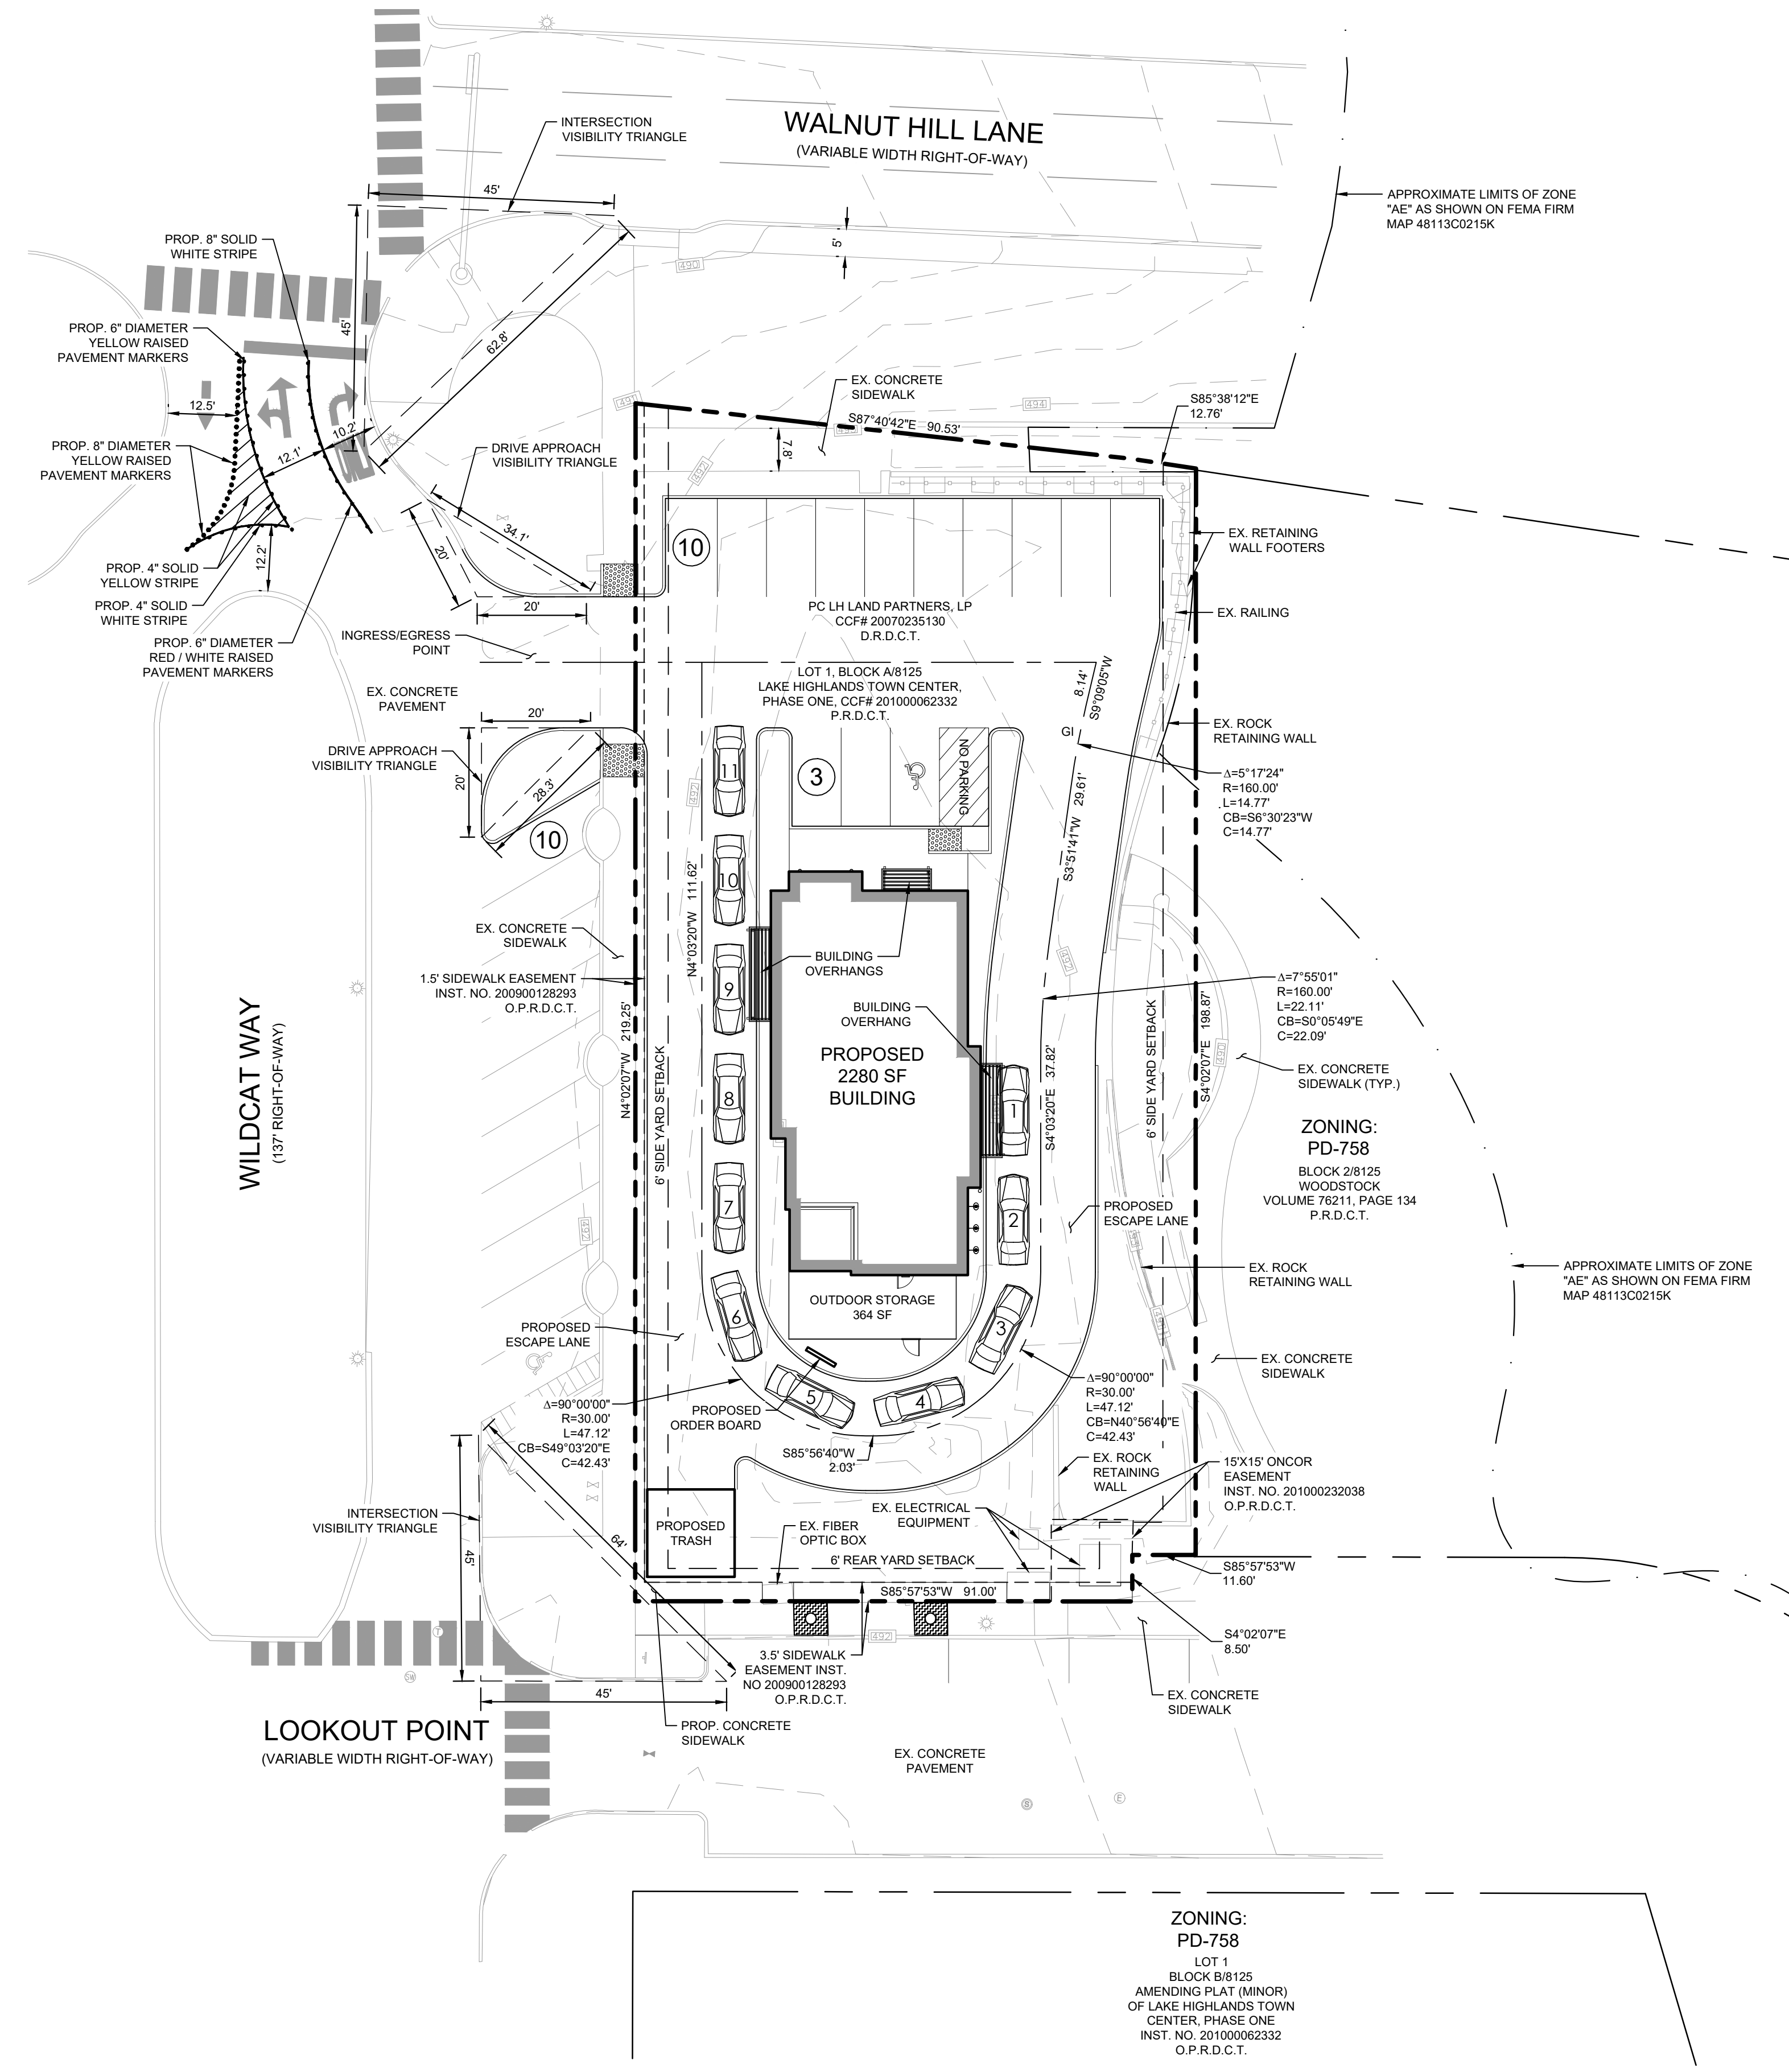 INTERSECTION
VISIBILITY TRIANGLE
WALNUT HILL LANE
(VARIABLE WIDTH RIGHT-OF-WAY)
APPROXIMATE LIMITS OF ZONE
"AE" AS SHOWN ON FEMA FIRM
MAP 48113C0215K
45'
45'
62.8'
5'
490
PROP. 8" SOLID
WHITE STRIPE
PROP. 6" DIAMETER
YELLOW RAISED
PAVEMENT MARKERS
12.5'
12.1'
10.2'
PROP. 8" DIAMETER
YELLOW RAISED
PAVEMENT MARKERS
12.2'
PROP. 4" SOLID
YELLOW STRIPE
PROP. 4" SOLID
WHITE STRIPE
PROP. 6" DIAMETER
RED / WHITE RAISED
PAVEMENT MARKERS
DRIVE APPROACH
VISIBILITY TRIANGLE
34.1'
20'
20'
EX. CONCRETE
SIDEWALK
494
S87°40'42"E 90.53'
7.8'
S85°38'12"E
12.76'
492
10
EX. RETAINING
WALL FOOTERS
EX. RAILING
PC LH LAND PARTNERS, LP
CCF# 20070235130
D.R.D.C.T.
INGRESS/EGRESS
POINT
LOT 1, BLOCK A/8125
LAKE HIGHLANDS TOWN CENTER,
PHASE ONE, CCF# 201000062332
P.R.D.C.T.
8.14'
S9°09'05"W
GI
EX. ROCK
RETAINING WALL
EX. CONCRETE
PAVEMENT
20'
DRIVE APPROACH
VISIBILITY TRIANGLE
20'
28.3'
10
492
11
3
NO PARKING
S3°51'41"W 29.61'
Δ=5°17'24"
R=160.00'
L=14.77'
CB=S6°30'23"W
C=14.77'
N4°03'20"W 111.62'
10
EX. CONCRETE
SIDEWALK
BUILDING
OVERHANGS
492
1.5' SIDEWALK EASEMENT
INST. NO. 200900128293
O.P.R.D.C.T.
9
BUILDING
OVERHANG
Δ=7°55'01"
R=160.00'
L=22.11'
CB=S0°05'49"E
C=22.09'
WILDCAT WAY
(137' RIGHT-OF-WAY)
N4°02'07"W 219.25'
6' SIDE YARD SETBACK
PROPOSED
2280 SF
BUILDING
8
1
S4°03'20"E 37.82'
6' SIDE YARD SETBACK
S4°02'07"E 198.87'
490
EX. CONCRETE
SIDEWALK (TYP.)
ZONING:
PD-758
BLOCK 2/8125
WOODSTOCK
VOLUME 76211, PAGE 134
P.R.D.C.T.
7
2
492
PROPOSED
ESCAPE LANE
EX. ROCK
RETAINING WALL
APPROXIMATE LIMITS OF ZONE
"AE" AS SHOWN ON FEMA FIRM
MAP 48113C0215K
OUTDOOR STORAGE
364 SF
6
3
PROPOSED
ESCAPE LANE
EX. CONCRETE
SIDEWALK
5
4
PROPOSED
ORDER BOARD
Δ=90°00'00"
R=30.00'
L=47.12'
CB=S49°03'20"E
C=42.43'
Δ=90°00'00"
R=30.00'
L=47.12'
CB=N40°56'40"E
C=42.43'
S85°56'40"W
2.03'
EX. ROCK
RETAINING
WALL
15'X15' ONCOR
EASEMENT
INST. NO. 201000232038
O.P.R.D.C.T.
INTERSECTION
VISIBILITY TRIANGLE
45'
64'
45'
PROPOSED
TRASH
EX. FIBER
OPTIC BOX
EX. ELECTRICAL
EQUIPMENT
6' REAR YARD SETBACK
S85°57'53"W 91.00'
S85°57'53"W
11.60'
S4°02'07"E
8.50'
492
T
SW
3.5' SIDEWALK
EASEMENT INST.
NO 200900128293
O.P.R.D.C.T.
PROP. CONCRETE
SIDEWALK
EX. CONCRETE
SIDEWALK
LOOKOUT POINT
(VARIABLE WIDTH RIGHT-OF-WAY)
EX. CONCRETE
PAVEMENT
S
E
ZONING:
PD-758
LOT 1
BLOCK B/8125
AMENDING PLAT (MINOR)
OF LAKE HIGHLANDS TOWN
CENTER, PHASE ONE
INST. NO. 201000062332
O.P.R.D.C.T.